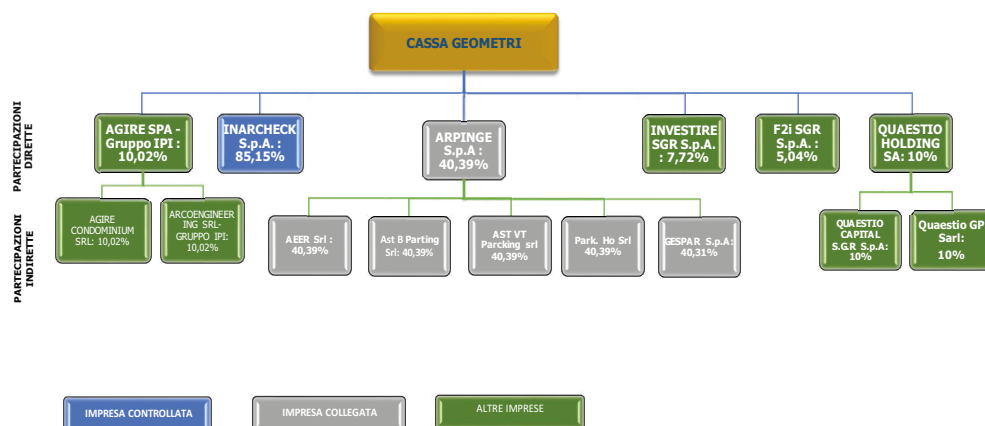 CASSA GEOMETRI
PARTECIPAZIONI
DIRETTE
AGIRE SPA -
Gruppo IPI :
10,02%
INARCHECK
S.p.A. :
85,15%
ARPINGE
S.p.A :
40,39%
INVESTIRE
SGR S.p.A.
: 7,72%
F2i SGR
S.p.A. :
5,04%
QUAESTIO
HOLDING
SA: 10%
PARTECIPAZIONI
INDIRETTE
AGIRE
CONDOMINIUM
SRL: 10,02%
ARCOENGINEER
ING SRL-
GRUPPO IPI:
10,02%
AEER Srl :
40,39%
Ast B Parting
Srl: 40,39%
AST VT
Parcking srl
40,39%
Park. Ho Srl
40,39%
GESPAR S.p.A:
40,31%
QUAESTIO
CAPITAL
S.G.R S.p.A:
10%
Quaestio GP
Sarl:
10%
IMPRESA CONTROLLATA
IMPRESA COLLEGATA
ALTRE IMPRESE